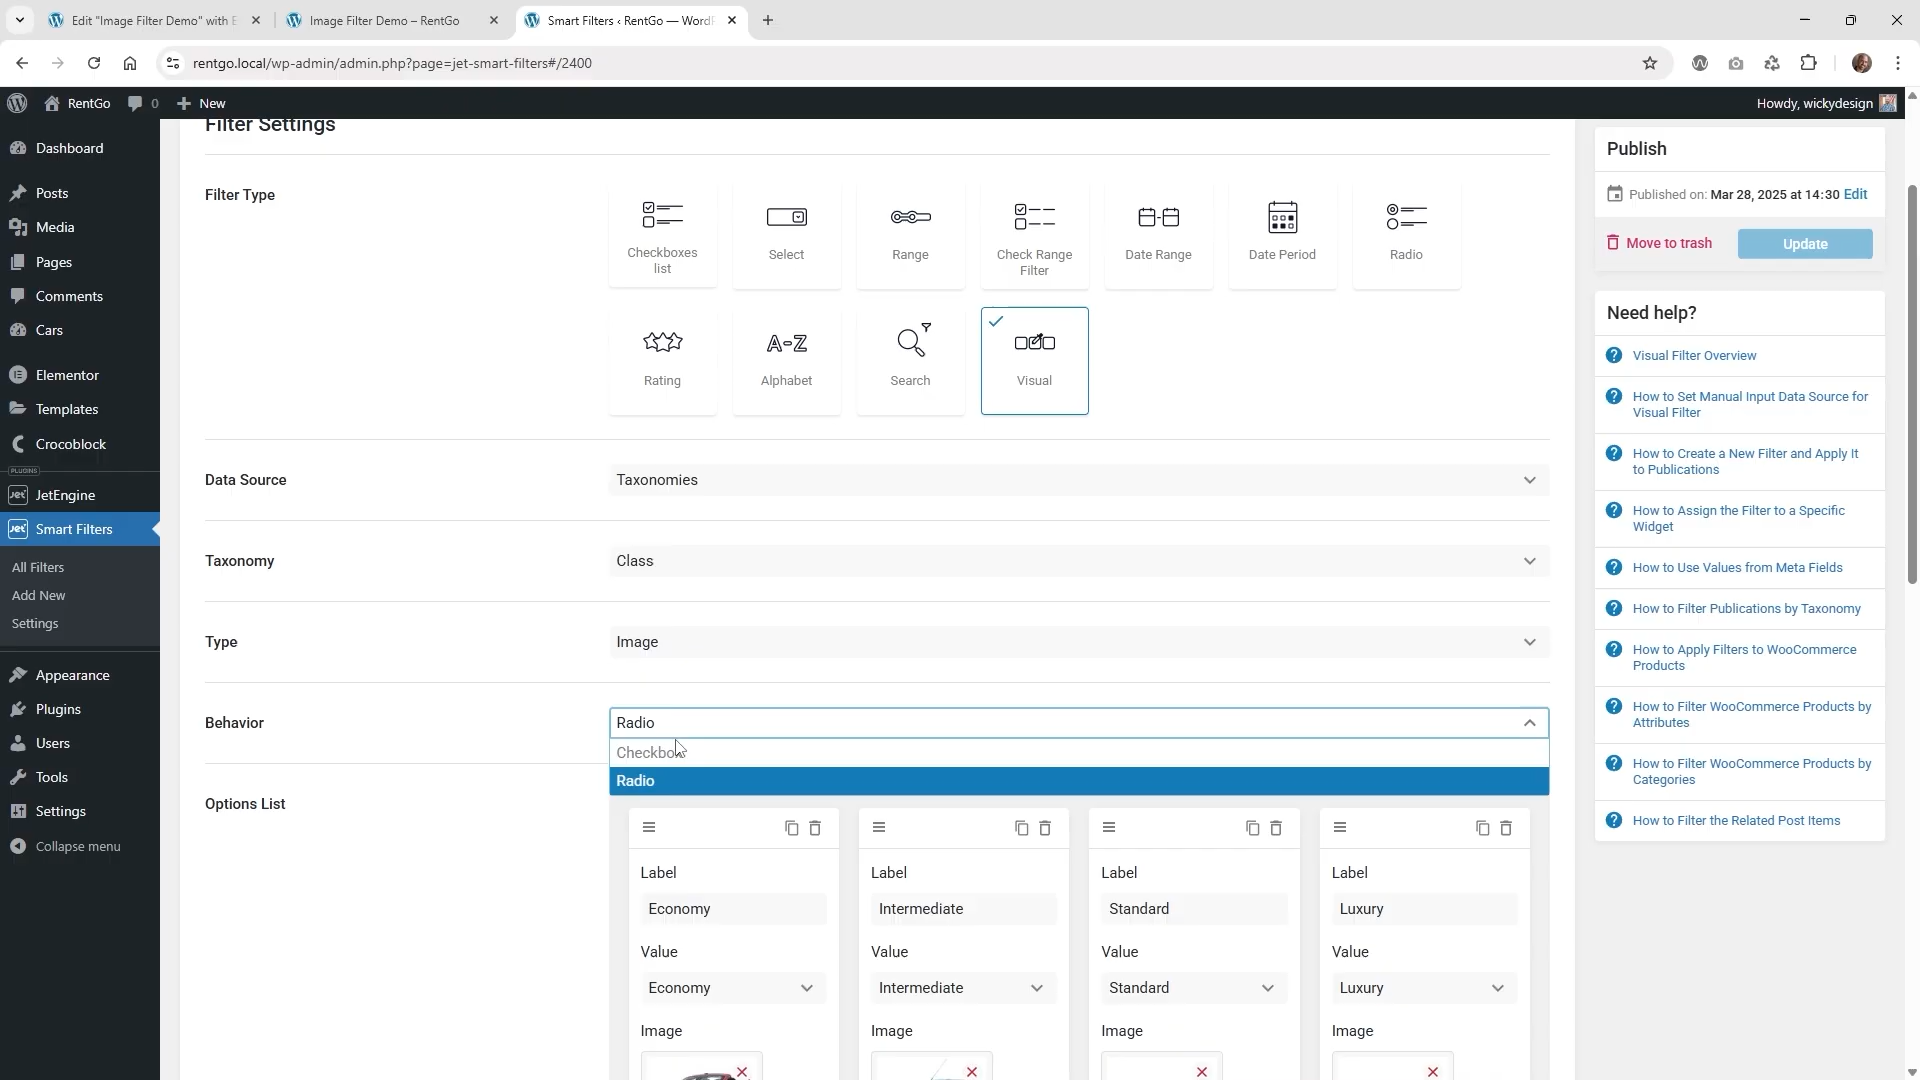 Edit "Image Filter Demo" with E
Image Filter Demo – RentGo
Smart Filters ‹ RentGo — WordP
rentgo.local/wp-admin/admin.php?page=jet-smart-filters#/2400
RentGo
0
New
Howdy, wickydesign
Dashboard
Posts
Media
Pages
Comments
Cars
Elementor
Templates
Crocoblock
PLUGINS
Jet JetEngine
Jet Smart Filters
All Filters
Add New
Settings
Appearance
Plugins
Users
Tools
Settings
Collapse menu
Filter Settings
Filter Type
Checkboxes
list
Select
Range
Check Range
Filter
Date Range
Date Period
Radio
Rating
A-Z
Alphabet
Search
Visual
Data Source
Taxonomies
Taxonomy
Class
Type
Image
Behavior
Radio
Checkbox
Radio
Options List
Label
Label
Label
Label
Economy
Intermediate
Standard
Luxury
Value
Value
Value
Value
Economy
Intermediate
Standard
Luxury
Image
Image
Image
Image
Publish
Published on: Mar 28, 2025 at 14:30 Edit
Move to trash
Update
Need help?
Visual Filter Overview
How to Set Manual Input Data Source for
Visual Filter
How to Create a New Filter and Apply It
to Publications
How to Assign the Filter to a Specific
Widget
How to Use Values from Meta Fields
How to Filter Publications by Taxonomy
How to Apply Filters to WooCommerce
Products
How to Filter WooCommerce Products by
Attributes
How to Filter WooCommerce Products by
Categories
How to Filter the Related Post Items